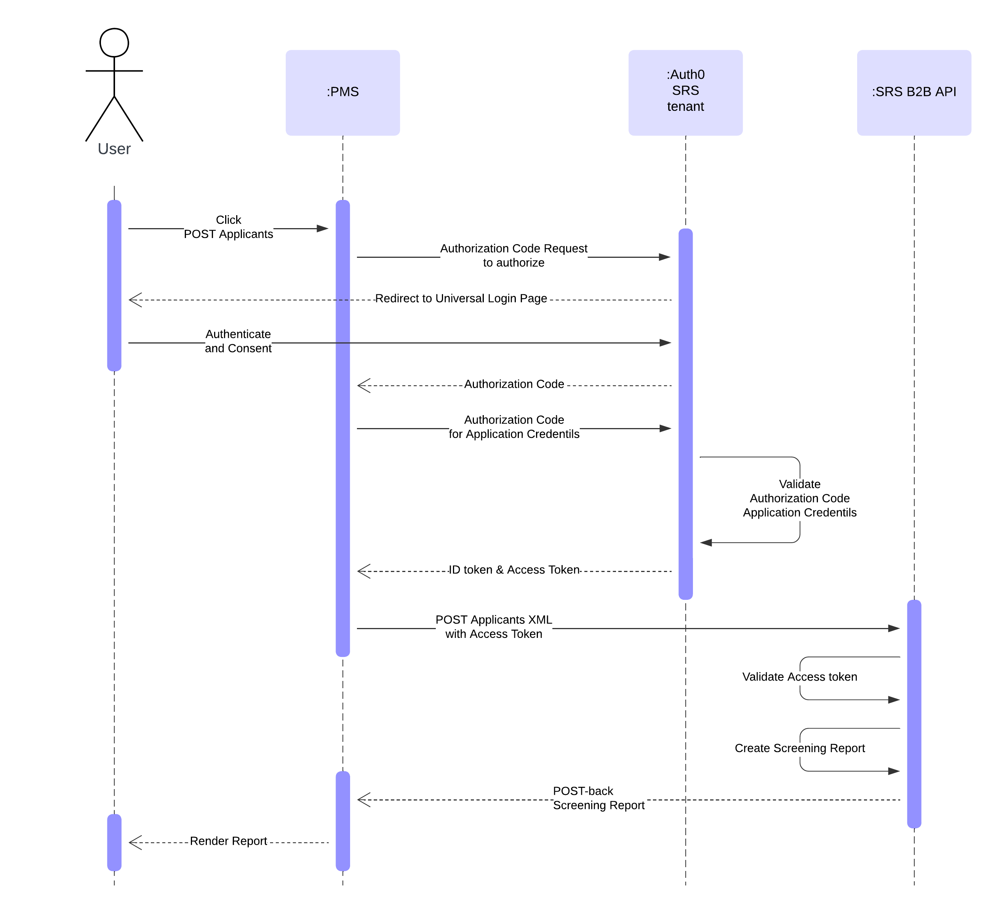 :PMS
:Auth0
SRS
tenant
:SRS B2B API
User
Click
POST Applicants
Authorization Code Request
to authorize
Redirect to Universal Login Page
Authenticate
and Consent
Authorization Code
Authorization Code
for Application Credentils
Validate
Authorization Code
Application Credentils
ID token & Access Token
POST Applicants XML
with Access Token
Validate Access token
Create Screening Report
POST-back
Screening Report
Render Report